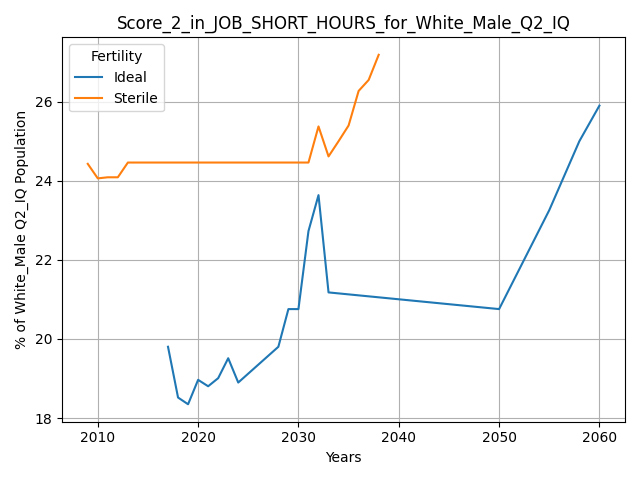 Score_2_in_JOB_SHORT_HOURS_for_White_Male_Q2_IQ
Fertility
Ideal
Sterile
% of White_Male Q2_IQ Population
26
24
22
20
18
2010 2020 2030 2040 2050 2060
Years